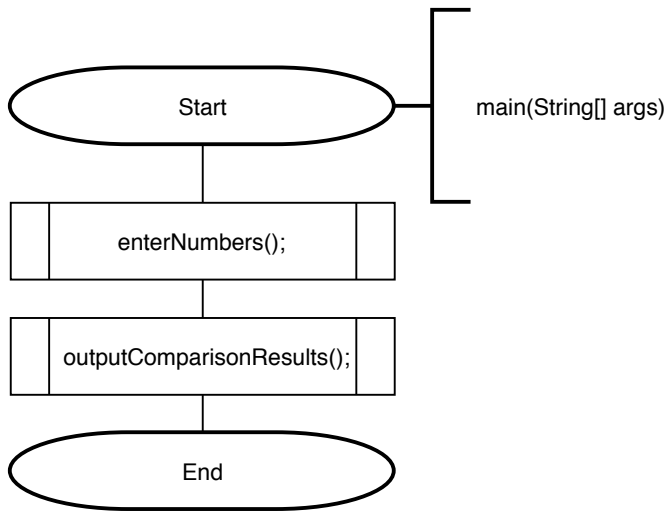 Start
main(String[] args)
enterNumbers();
outputComparisonResults();
End